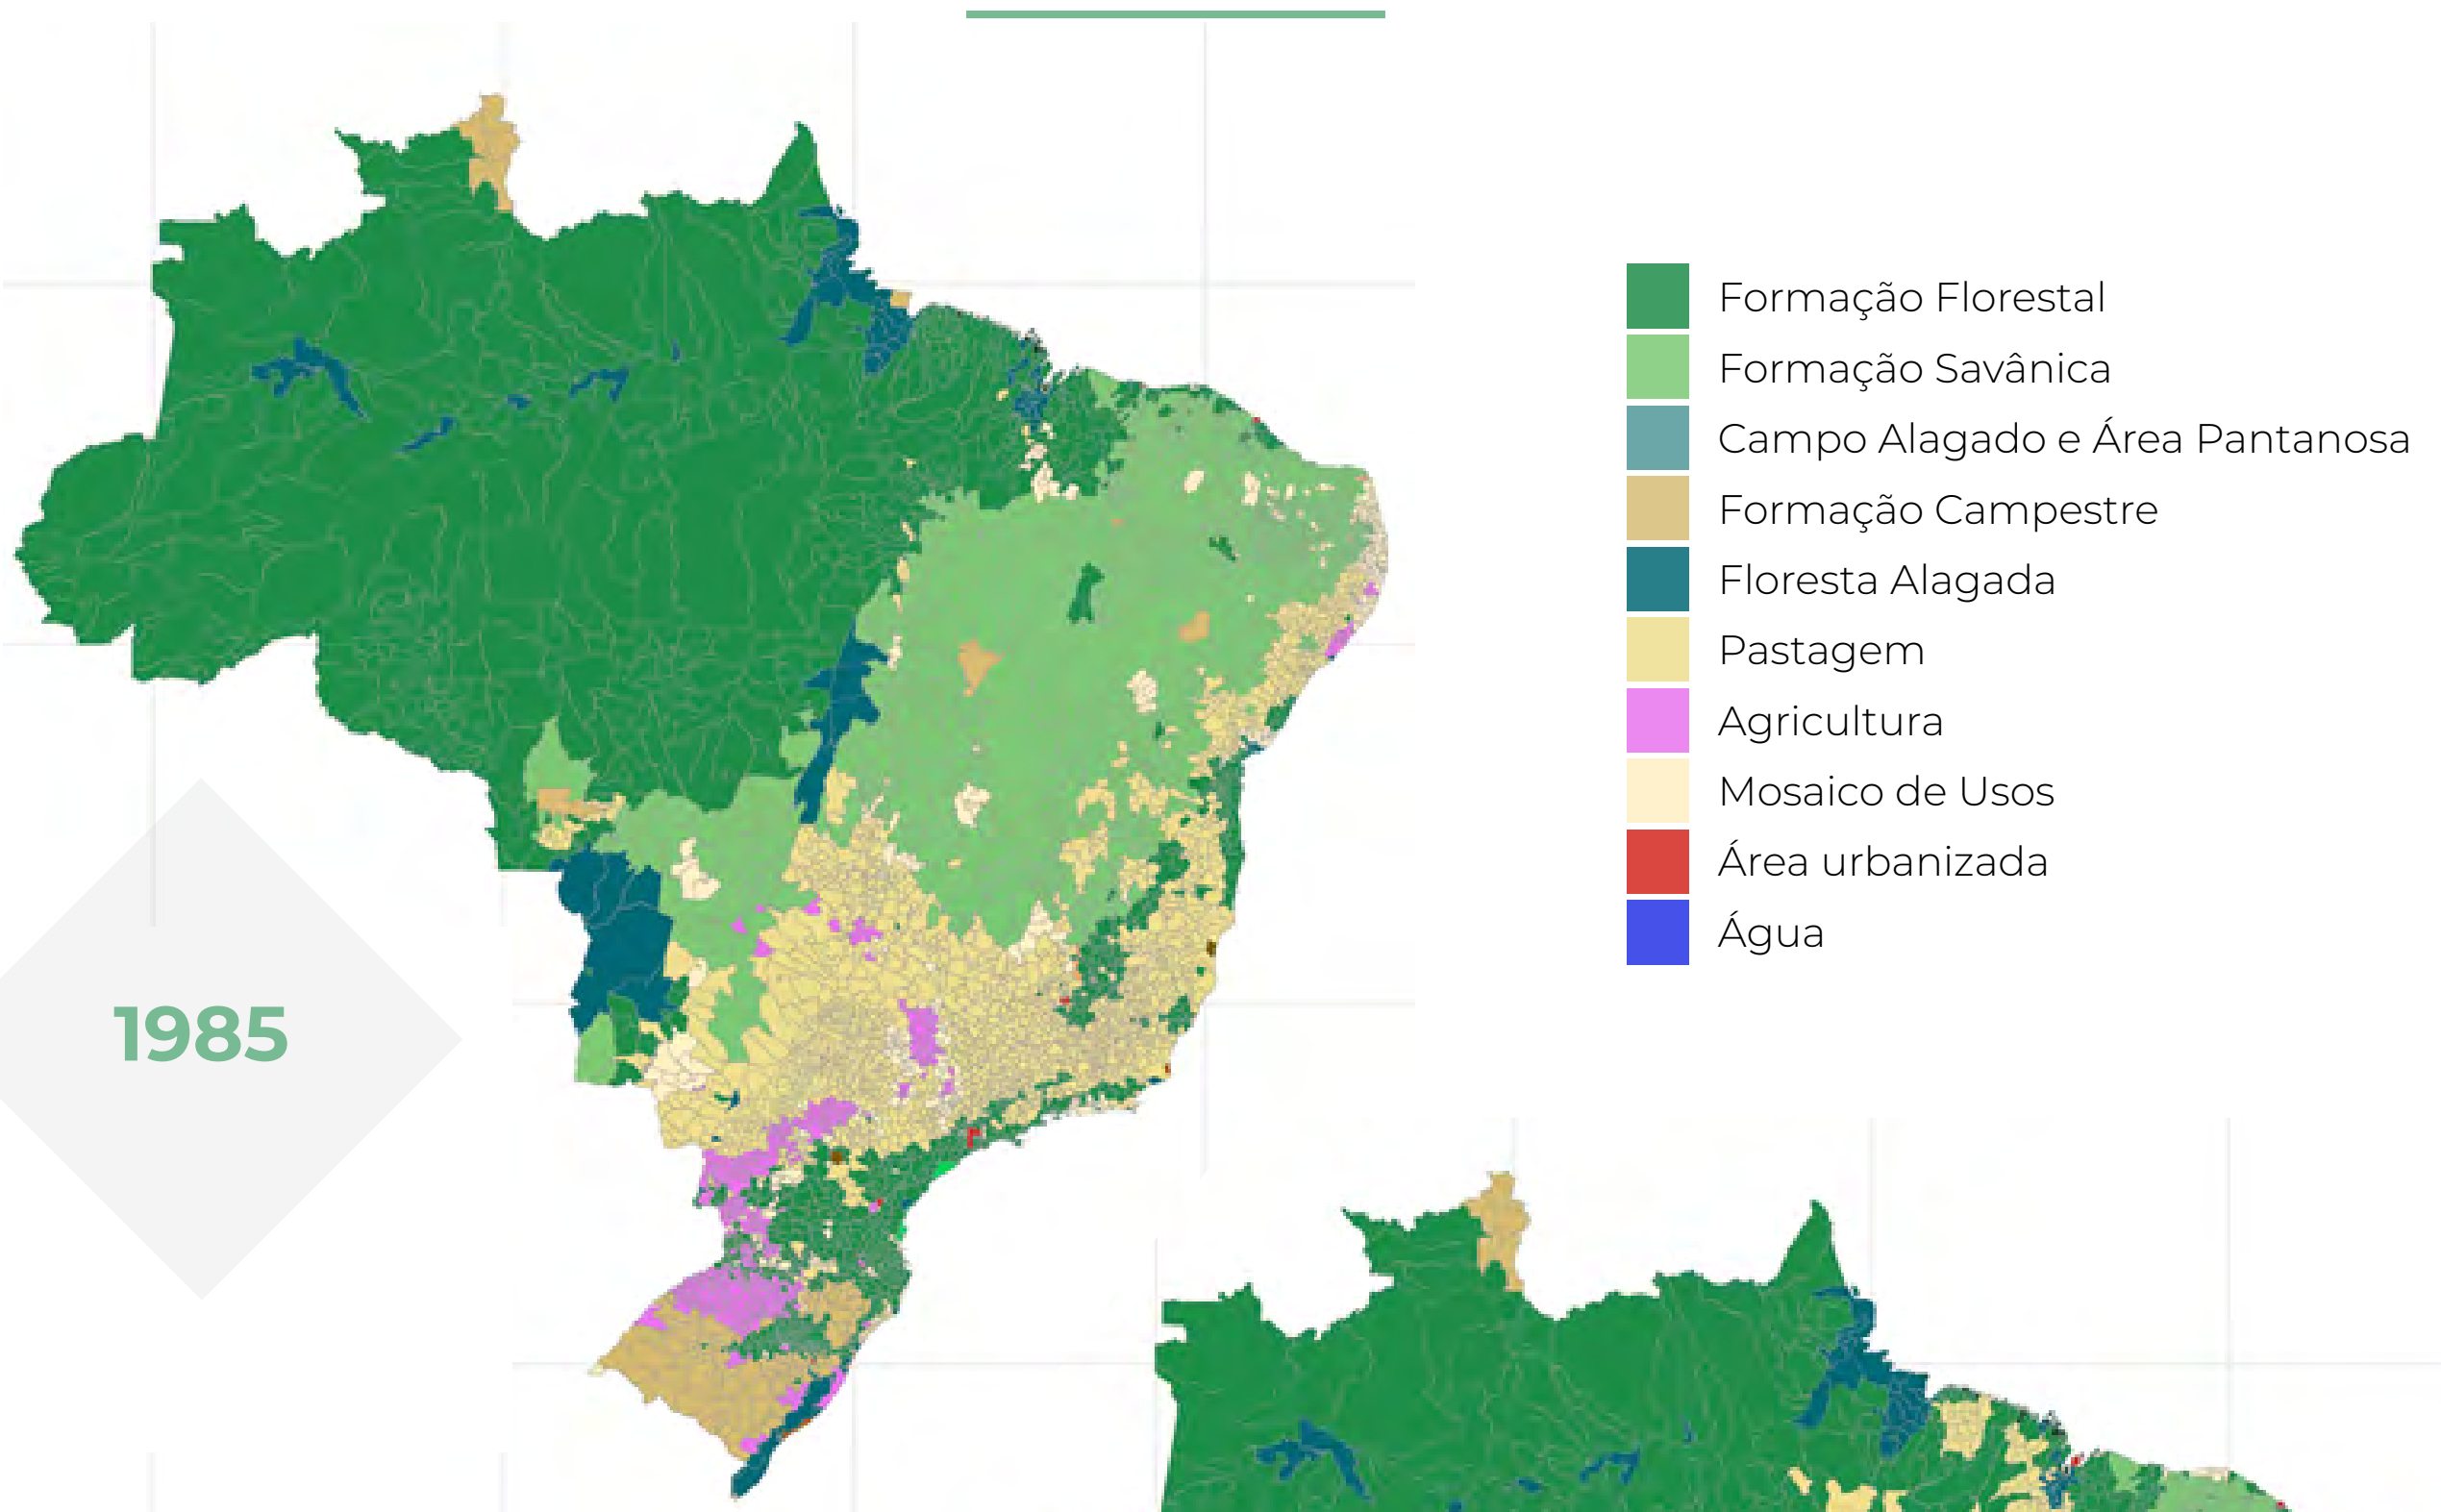 Formação Florestal
Formação Savânica
Campo Alagado e Área Pantanosa
Formação Campestre
Floresta Alagada
Pastagem
Agricultura
Mosaico de Usos
Área urbanizada
Água
1985